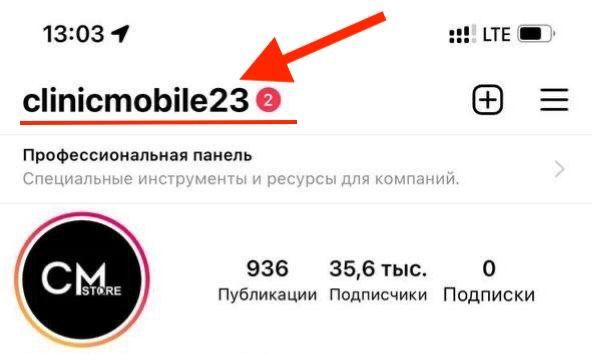 13:03 LTE
clinicmobile23 2
Профессиональная панель
Специальные инструменты и ресурсы для компаний.
CM STORE
936 35,6 тыс. 0
Публикации Подписчики Подписки